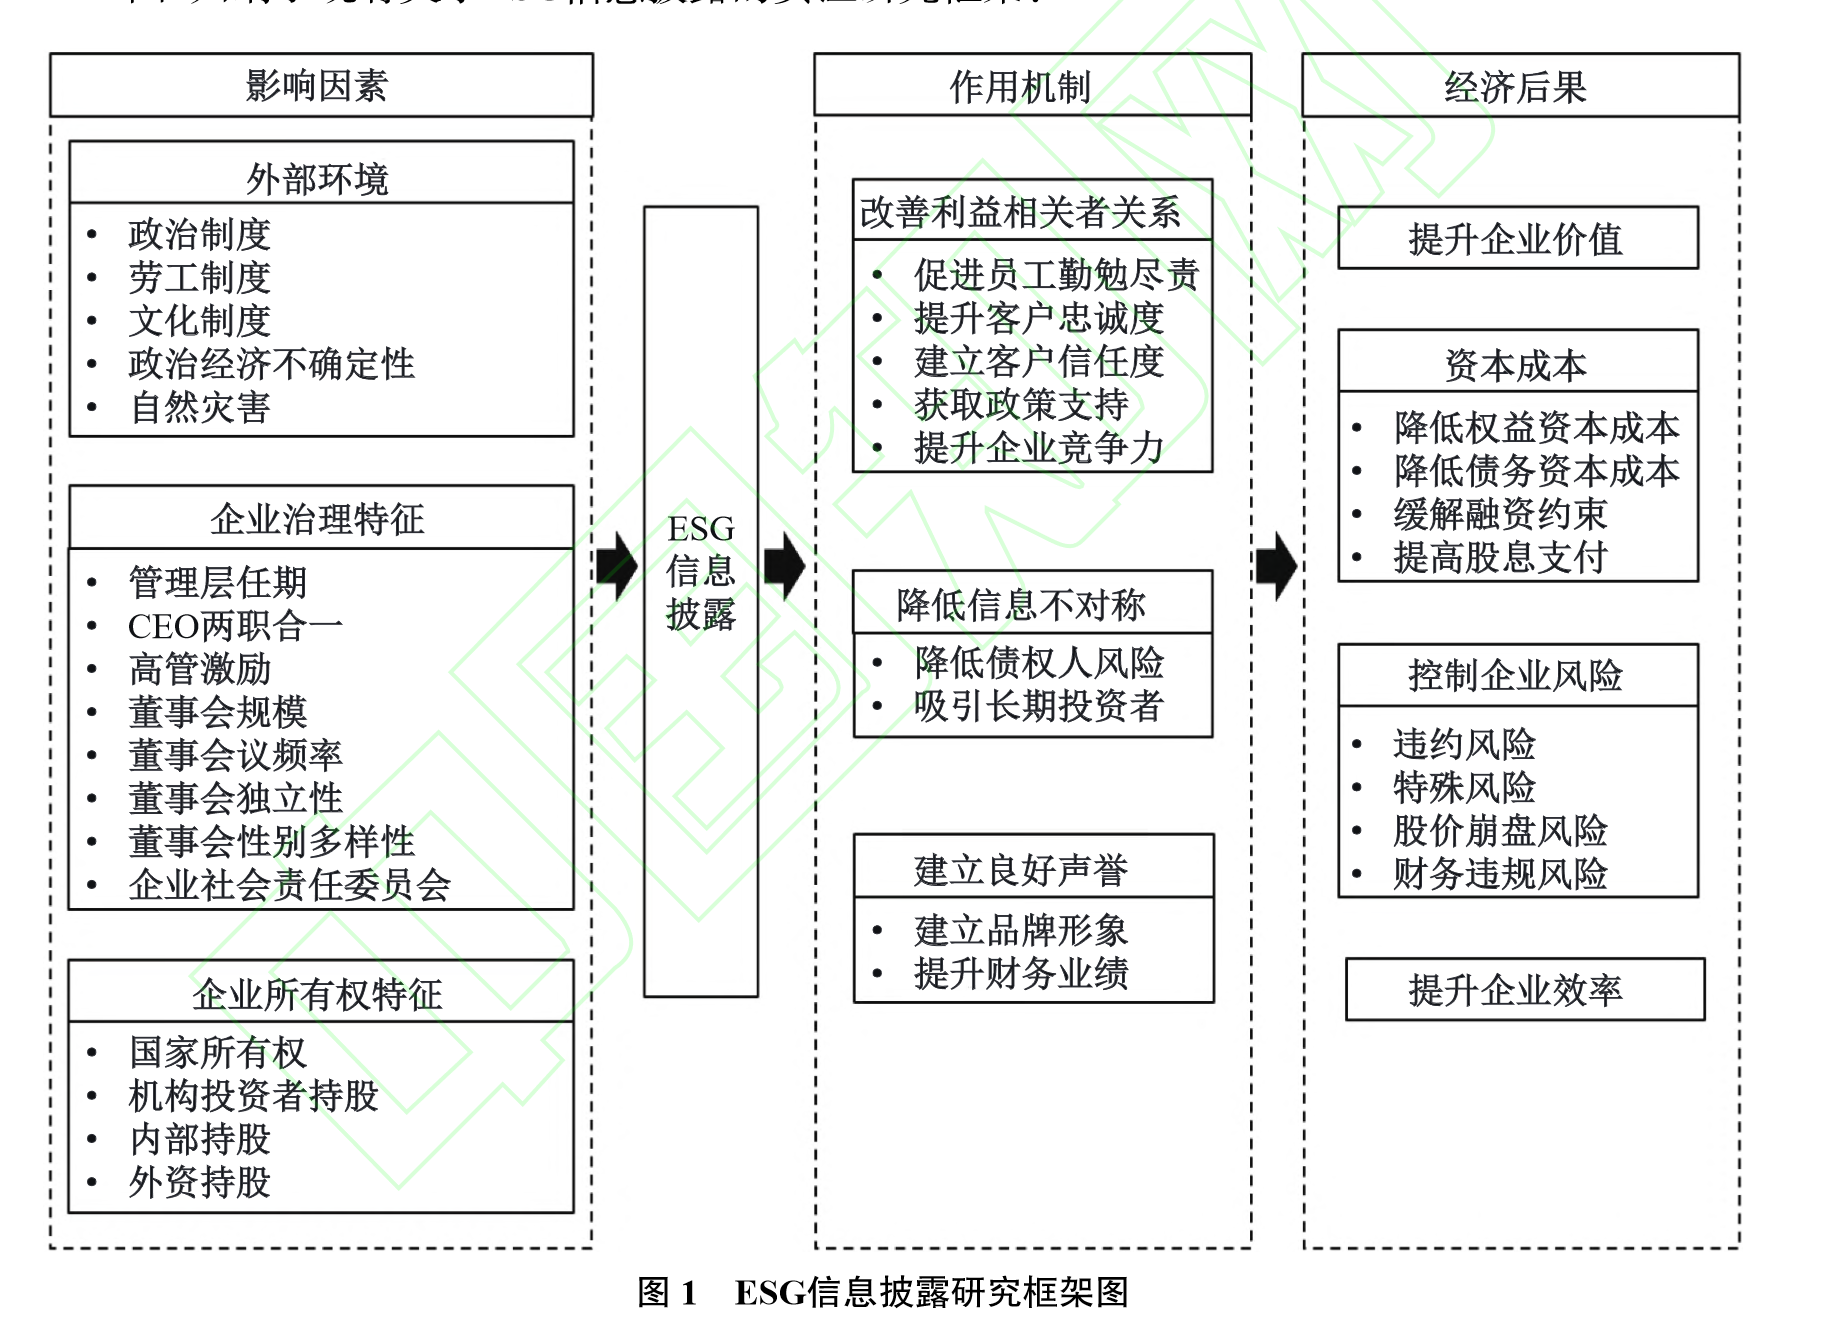 影响因素
外部环境
• 政治制度
• 劳工制度
• 文化制度
• 政治经济不确定性
• 自然灾害
企业治理特征
• 管理层任期
• CEO两职合一
• 高管激励
• 董事会规模
• 董事会议频率
• 董事会独立性
• 董事会性别多样性
• 企业社会责任委员会
企业所有权特征
• 国家所有权
• 机构投资者持股
• 内部持股
• 外资持股
ESG
信息
披露
作用机制
改善利益相关者关系
• 促进员工勤勉尽责
• 提升客户忠诚度
• 建立客户信任度
• 获取政策支持
• 提升企业竞争力
降低信息不对称
• 降低债权人风险
• 吸引长期投资者
建立良好声誉
• 建立品牌形象
• 提升财务业绩
经济后果
提升企业价值
资本成本
• 降低权益资本成本
• 降低债务资本成本
• 缓解融资约束
• 提高股息支付
控制企业风险
• 违约风险
• 特殊风险
• 股价崩盘风险
• 财务违规风险
提升企业效率
图 1 ESG信息披露研究框架图